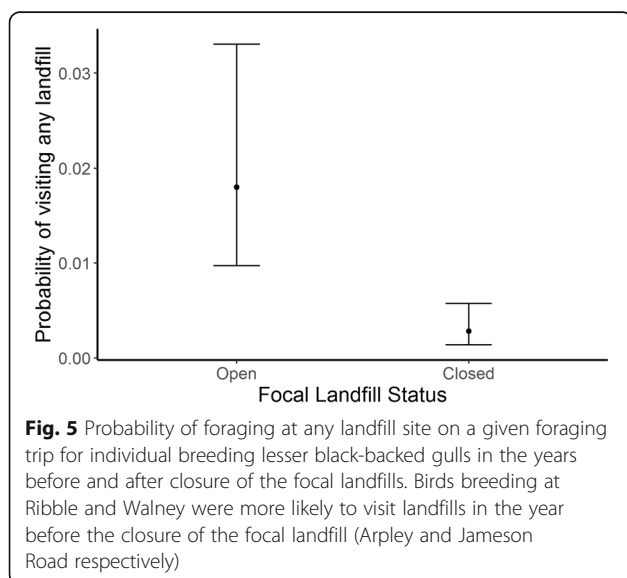 Probability of visiting any landfill
0.03
0.02
0.01
0.00
Open
Closed
Focal Landfill Status
Fig. 5 Probability of foraging at any landfill site on a given foraging
trip for individual breeding lesser black-backed gulls in the years
before and after closure of the focal landfills. Birds breeding at
Ribble and Walney were more likely to visit landfills in the year
before the closure of the focal landfill (Arpley and Jameson
Road respectively)